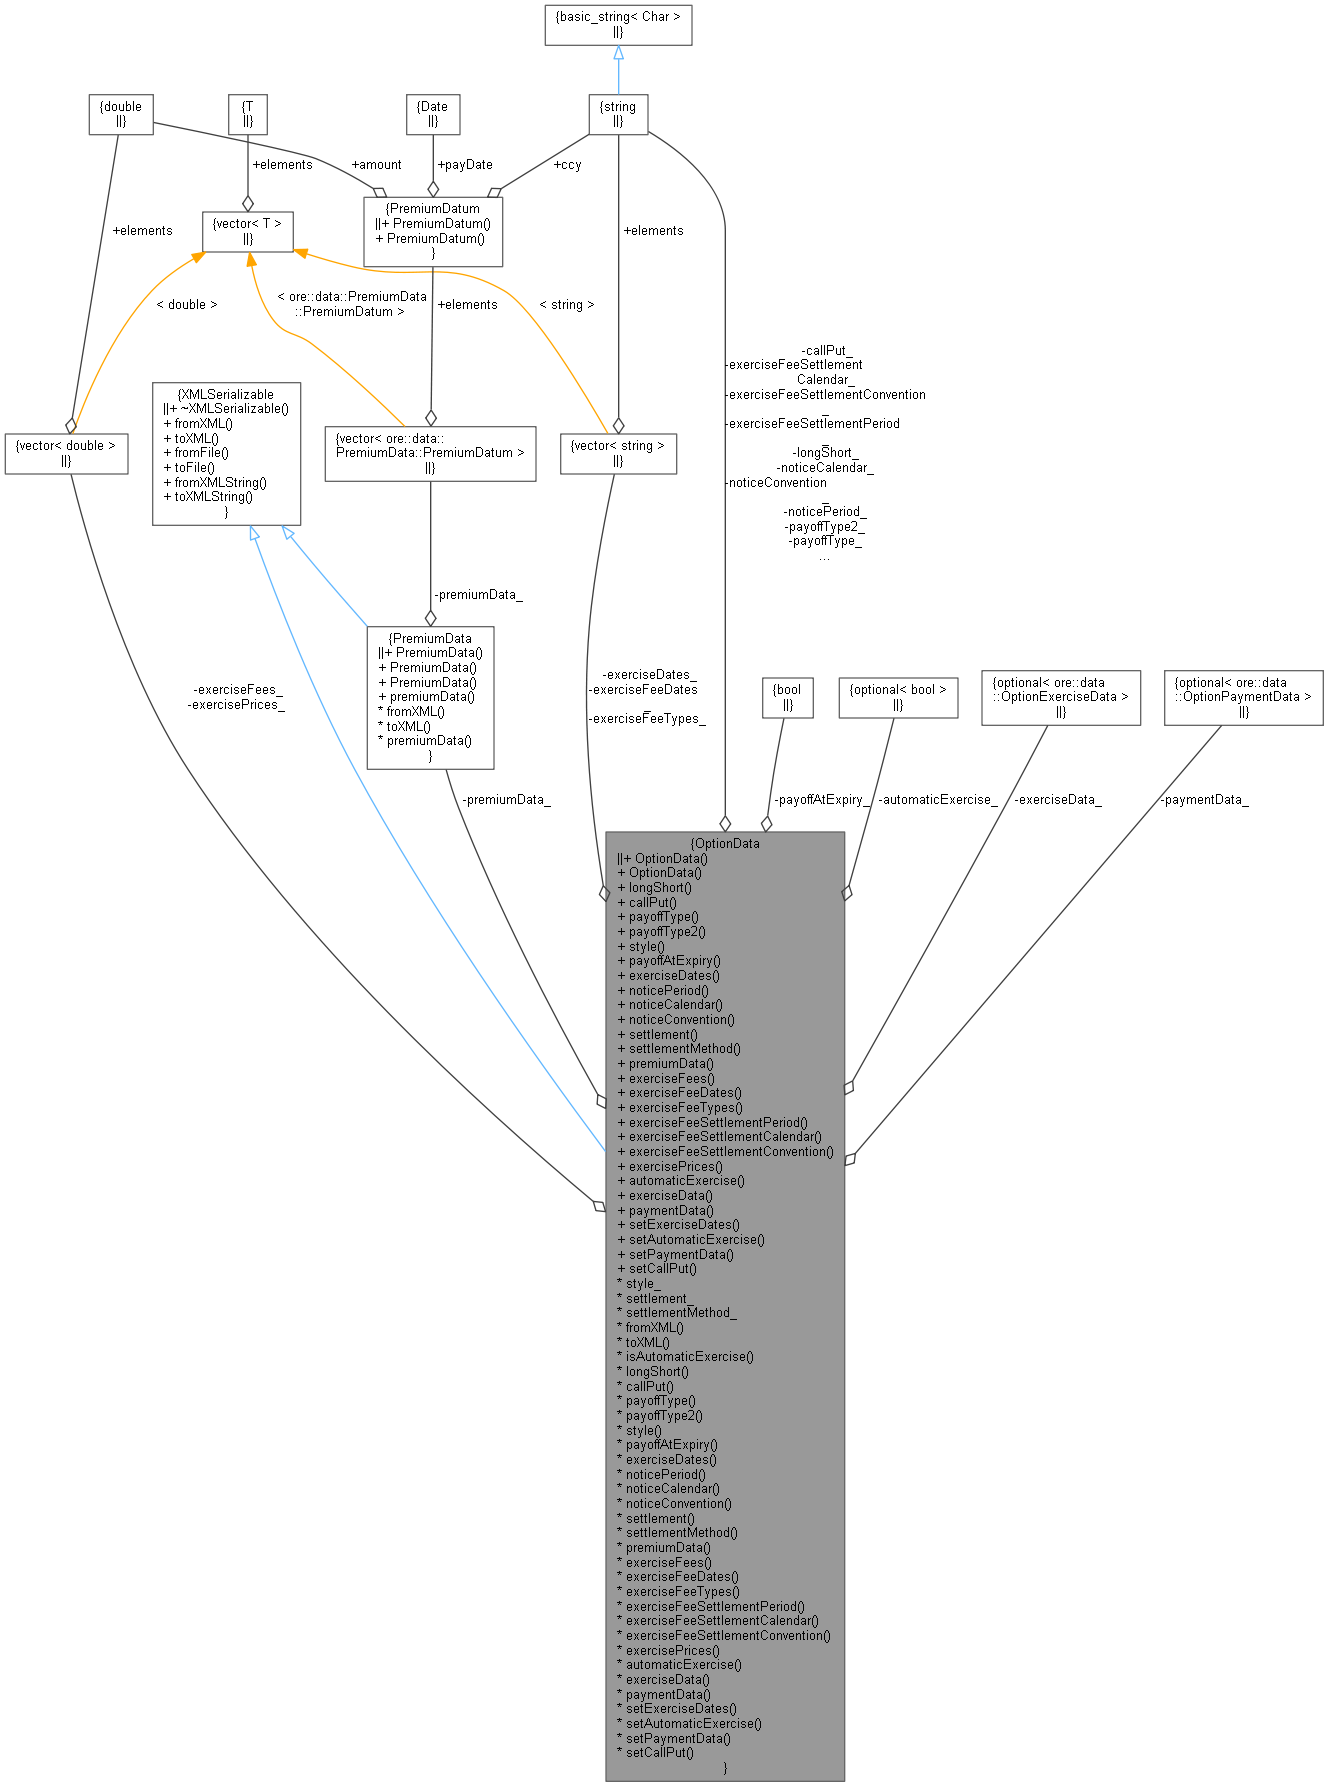 {basic_string< Char >
||}
{double
||}
{T
||}
{Date
||}
{string
||}
+elements
+amount
+payDate
+ccy
+elements
+elements
{vector< T >
||}
{PremiumDatum
||+ PremiumDatum()
+ PremiumDatum()
}
< double >
< ore::data::PremiumData
::PremiumDatum >
+elements
< string >
-callPut_
-exerciseFeeSettlement
Calendar_
-exerciseFeeSettlementConvention
_
-exerciseFeeSettlementPeriod
_
-longShort_
-noticeCalendar_
-noticeConvention
_
-noticePeriod_
-payoffType2_
-payoffType_
...
{XMLSerializable
||+ ~XMLSerializable()
+ fromXML()
+ toXML()
+ fromFile()
+ toFile()
+ fromXMLString()
+ toXMLString()
}
{vector< double >
||}
{vector< ore::data::
PremiumData::PremiumDatum >
||}
{vector< string >
||}
-premiumData_
{PremiumData
||+ PremiumData()
+ PremiumData()
+ PremiumData()
+ premiumData()
* fromXML()
* toXML()
* premiumData()
}
-exerciseFees_
-exercisePrices_
-exerciseDates_
-exerciseFeeDates
_
-exerciseFeeTypes_
{bool
||}
{optional< bool >
||}
{optional< ore::data
::OptionExerciseData >
||}
{optional< ore::data
::OptionPaymentData >
||}
-premiumData_
-payoffAtExpiry_
-automaticExercise_
-exerciseData_
-paymentData_
{OptionData
||+ OptionData()
+ OptionData()
+ longShort()
+ callPut()
+ payoffType()
+ payoffType2()
+ style()
+ payoffAtExpiry()
+ exerciseDates()
+ noticePeriod()
+ noticeCalendar()
+ noticeConvention()
+ settlement()
+ settlementMethod()
+ premiumData()
+ exerciseFees()
+ exerciseFeeDates()
+ exerciseFeeTypes()
+ exerciseFeeSettlementPeriod()
+ exerciseFeeSettlementCalendar()
+ exerciseFeeSettlementConvention()
+ exercisePrices()
+ automaticExercise()
+ exerciseData()
+ paymentData()
+ setExerciseDates()
+ setAutomaticExercise()
+ setPaymentData()
+ setCallPut()
* style_
* settlement_
* settlementMethod_
* fromXML()
* toXML()
* isAutomaticExercise()
* longShort()
* callPut()
* payoffType()
* payoffType2()
* style()
* payoffAtExpiry()
* exerciseDates()
* noticePeriod()
* noticeCalendar()
* noticeConvention()
* settlement()
* settlementMethod()
* premiumData()
* exerciseFees()
* exerciseFeeDates()
* exerciseFeeTypes()
* exerciseFeeSettlementPeriod()
* exerciseFeeSettlementCalendar()
* exerciseFeeSettlementConvention()
* exercisePrices()
* automaticExercise()
* exerciseData()
* paymentData()
* setExerciseDates()
* setAutomaticExercise()
* setPaymentData()
* setCallPut()
}